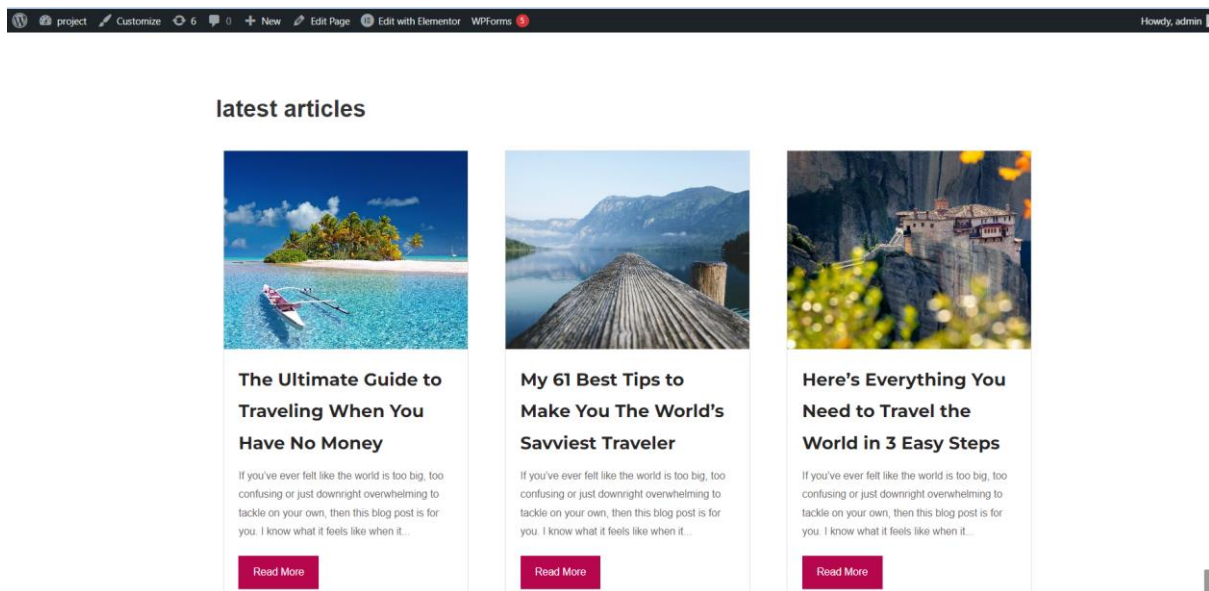 project Customize 6 0 New Edit Page Edit with Elementor WPForms 5 Howdy, admin
latest articles
The Ultimate Guide to
Traveling When You
Have No Money
If you've ever felt like the world is too big, too
confusing or just downright overwhelming to
tackle on your own, then this blog post is for
you. I know what it feels like when it...
Read More
My 61 Best Tips to
Make You The World's
Savviest Traveler
If you've ever felt like the world is too big, too
confusing or just downright overwhelming to
tackle on your own, then this blog post is for
you. I know what it feels like when it...
Read More
Here's Everything You
Need to Travel the
World in 3 Easy Steps
If you've ever felt like the world is too big, too
confusing or just downright overwhelming to
tackle on your own, then this blog post is for
you. I know what it feels like when it...
Read More